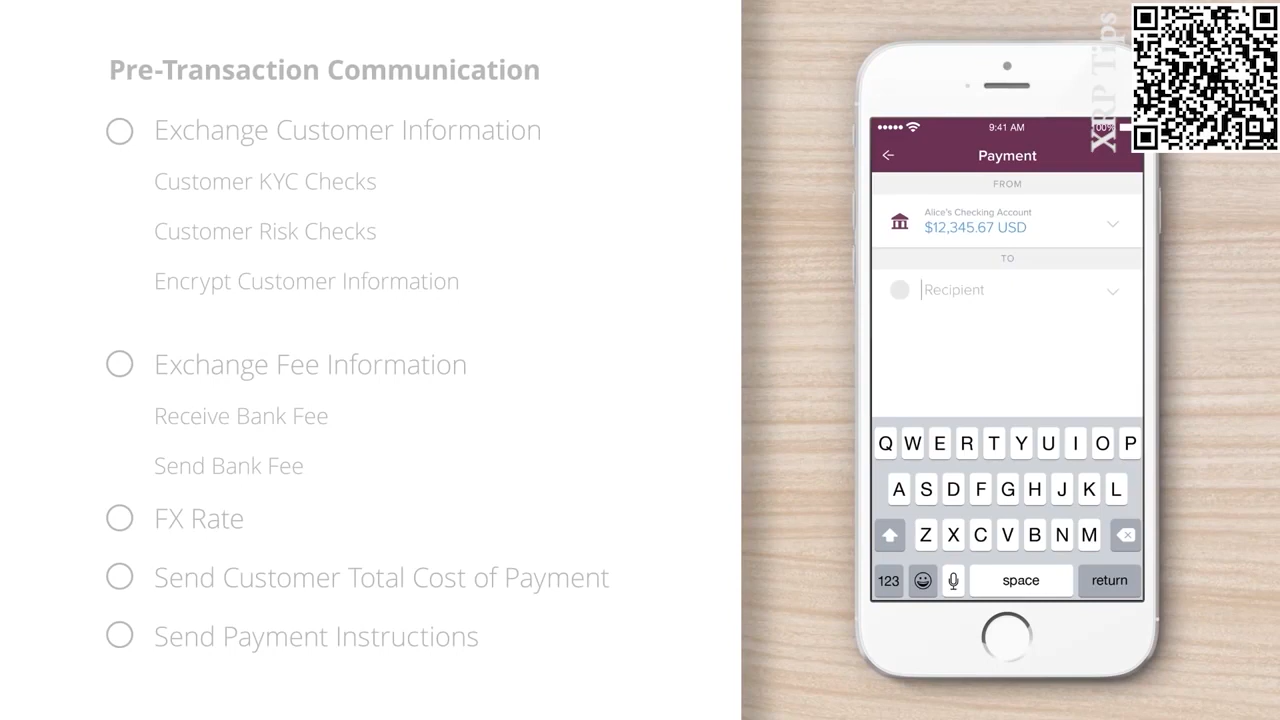 Pre-Transaction Communication
Exchange Customer Information
Customer KYC Checks
Customer Risk Checks
Encrypt Customer Information
Exchange Fee Information
Receive Bank Fee
Send Bank Fee
FX Rate
Send Customer Total Cost of Payment
Send Payment Instructions
XRP Tips
9:41 AM
00%
Payment
FROM
Alice's Checking Account
$12,345.67 USD
TO
Recipient
Q W E R T Y U I O P
A S D F G H J K L
Z X C V B N M
123 space return